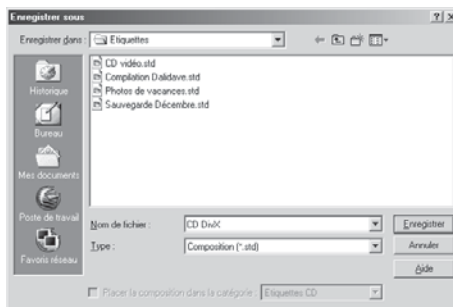 Enregistrer sous
Enregistrer dans : Etiquettes
Historique
Bureau
Mes documents
Poste de travail
Favoris réseau
CD vidéo.std
Compilation Dalidave.std
Photos de vacances.std
Sauvegarde Décembre.std
Nom de fichier : CD DivX Enregistrer
Type : Composition (*.std) Annuler
Aide
Placer la composition dans la catégorie : Etiquettes CD